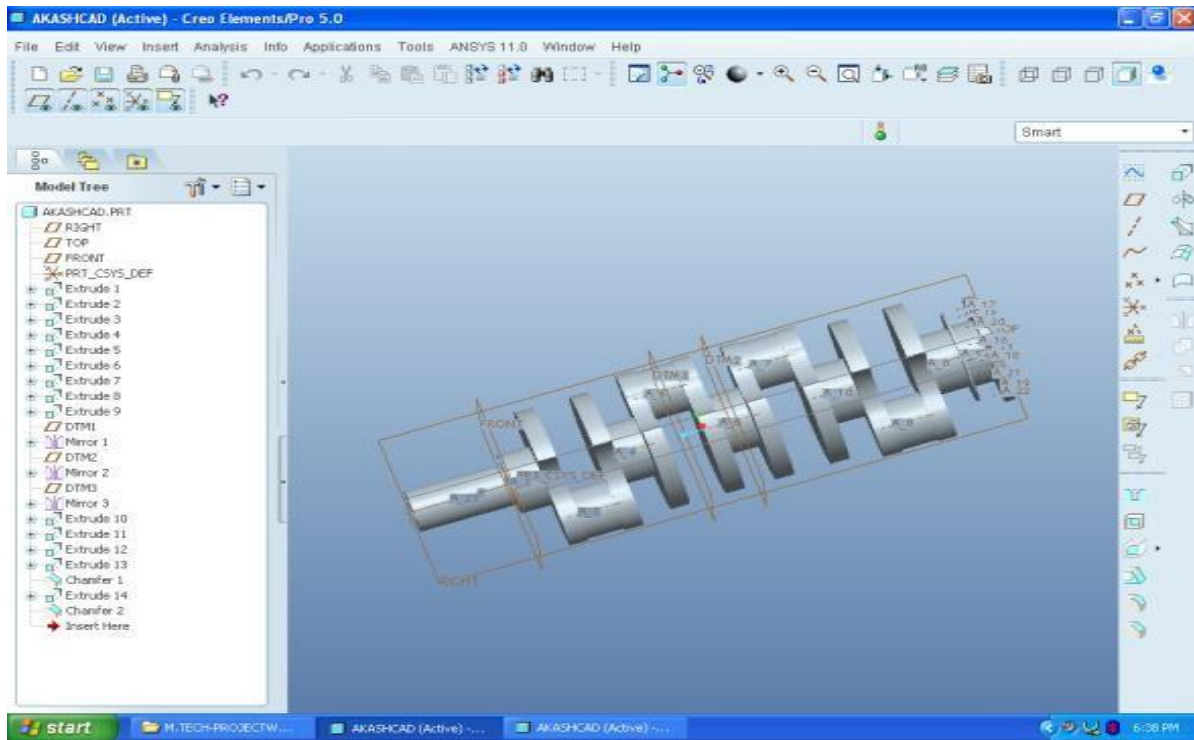 AKASHCAD (Active) - Creo Elements/Pro 5.0
File Edit View Insert Analysis Info Applications Tools ANSYS 11.0 Window Help
Smart
Model Tree
AKASHCAD.PRT
RIGHT
TOP
FRONT
PRT_CSYS_DEF
Extrude 1
Extrude 2
Extrude 3
Extrude 4
Extrude 5
Extrude 6
Extrude 7
Extrude 8
Extrude 9
DTM1
Mirror 1
DTM2
Mirror 2
DTM3
Mirror 3
Extrude 10
Extrude 11
Extrude 12
Extrude 13
Chamfer 1
Extrude 14
Chamfer 2
Insert Here
A_17
DTM2
DTM3
FRONT
A_10
A_8
RIGHT
start
M.TECH-PROJECTW...
AKASHCAD (Active) -...
AKASHCAD (Active) -...
6:38 PM